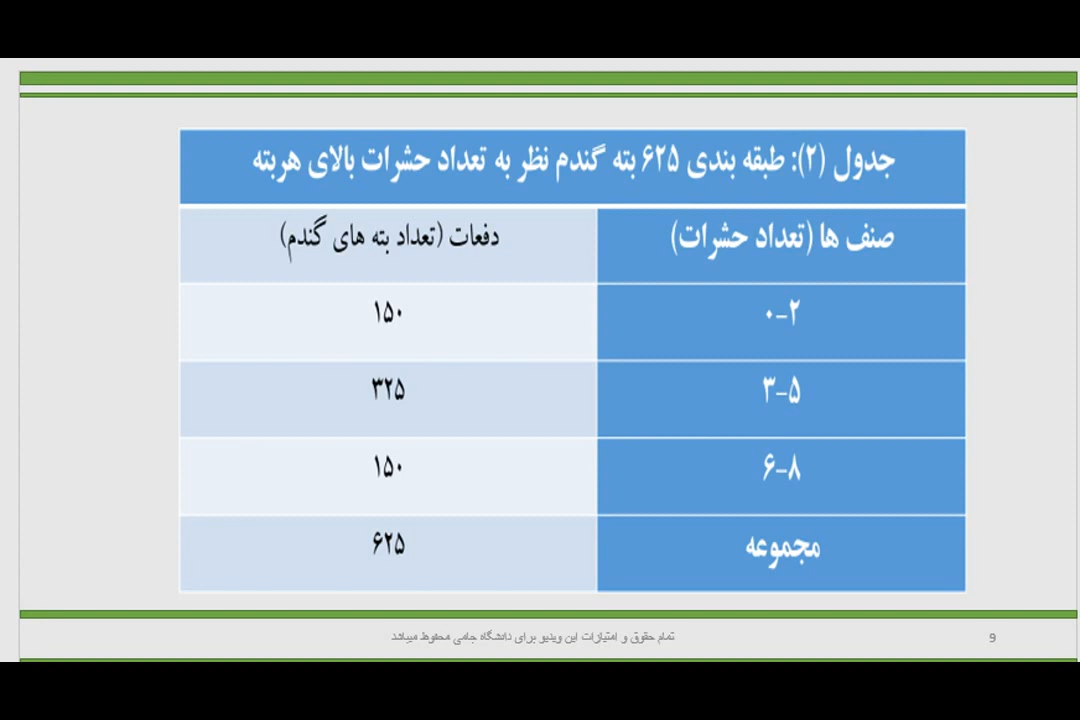 جدول (۲): طبقه بندی ۶۲۵ بته گندم نظر به تعداد حشرات بالای هربته
صنف ها (تعداد حشرات) دفعات (تعداد بته های گندم)
۰-۲ ۱۵۰
۳-۵ ۳۲۵
۶-۸ ۱۵۰
مجموعه ۶۲۵
تمام حقوق و امتیازات این ویدیو برای دانشگاه جامی محفوظ میباشد
9